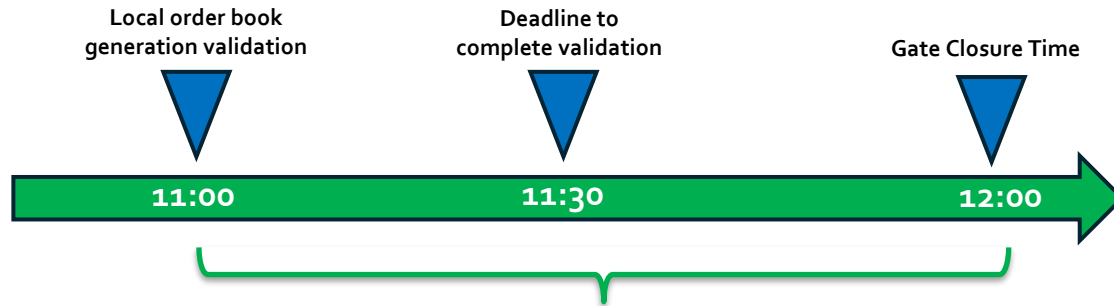 Local order book
generation validation
Deadline to
complete validation
Gate Closure Time
11:00
11:30
12:00